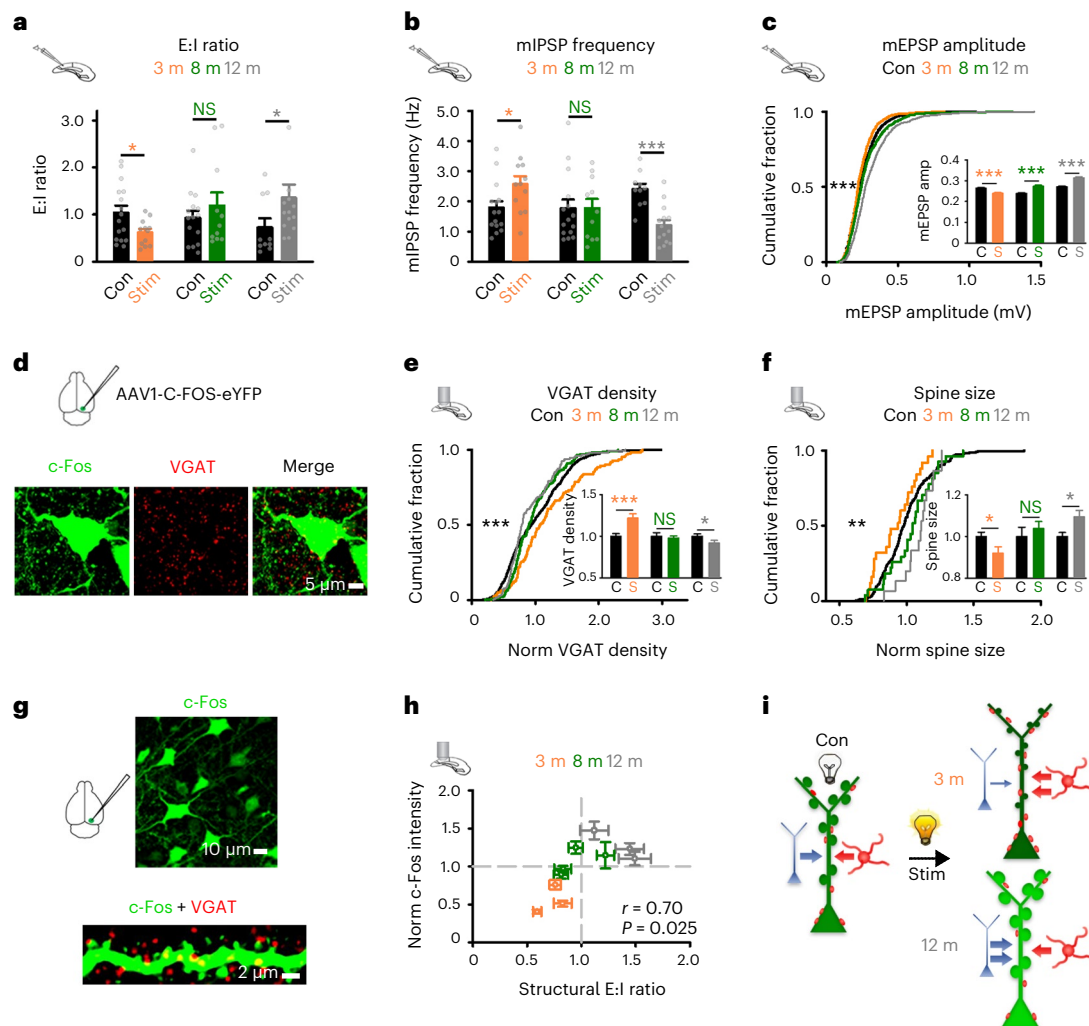 a
E:I ratio
3 m 8 m 12 m
E:I ratio
3.0
2.0
1.0
0
*
NS
*
Con
Stim
Con
Stim
Con
Stim
b
mIPSP frequency
3 m 8 m 12 m
mIPSP frequency (Hz)
5.0
4.0
3.0
2.0
1.0
0
*
NS
***
Con
Stim
Con
Stim
Con
Stim
c
mEPSP amplitude
Con 3 m 8 m 12 m
Cumulative fraction
1.0
0.5
0
***
mEPSP amp
0.4
0.3
0.2
0
***
***
***
C S C S C S
0 0.5 1.0 1.5
mEPSP amplitude (mV)
d
AAV1-C-FOS-eYFP
c-Fos
VGAT
Merge
5 µm
e
VGAT density
Con 3 m 8 m 12 m
Cumulative fraction
1.0
0.5
0
***
VGAT density
1.5
1.0
0.5
***
NS
*
C S C S C S
0 1.0 2.0 3.0
Norm VGAT density
f
Spine size
Con 3 m 8 m 12 m
Cumulative fraction
1.0
0.5
0
**
Spine size
1.2
1.0
0.8
*
NS
*
C S C S C S
0.5 1.0 2.0
Norm spine size
g
c-Fos
10 µm
c-Fos + VGAT
2 µm
h
3 m 8 m 12 m
Norm c-Fos intensity
2.0
1.5
1.0
0.5
0
r = 0.70
P = 0.025
0 0.5 1.0 1.5 2.0
Structural E:I ratio
i
Con
Stim
3 m
12 m